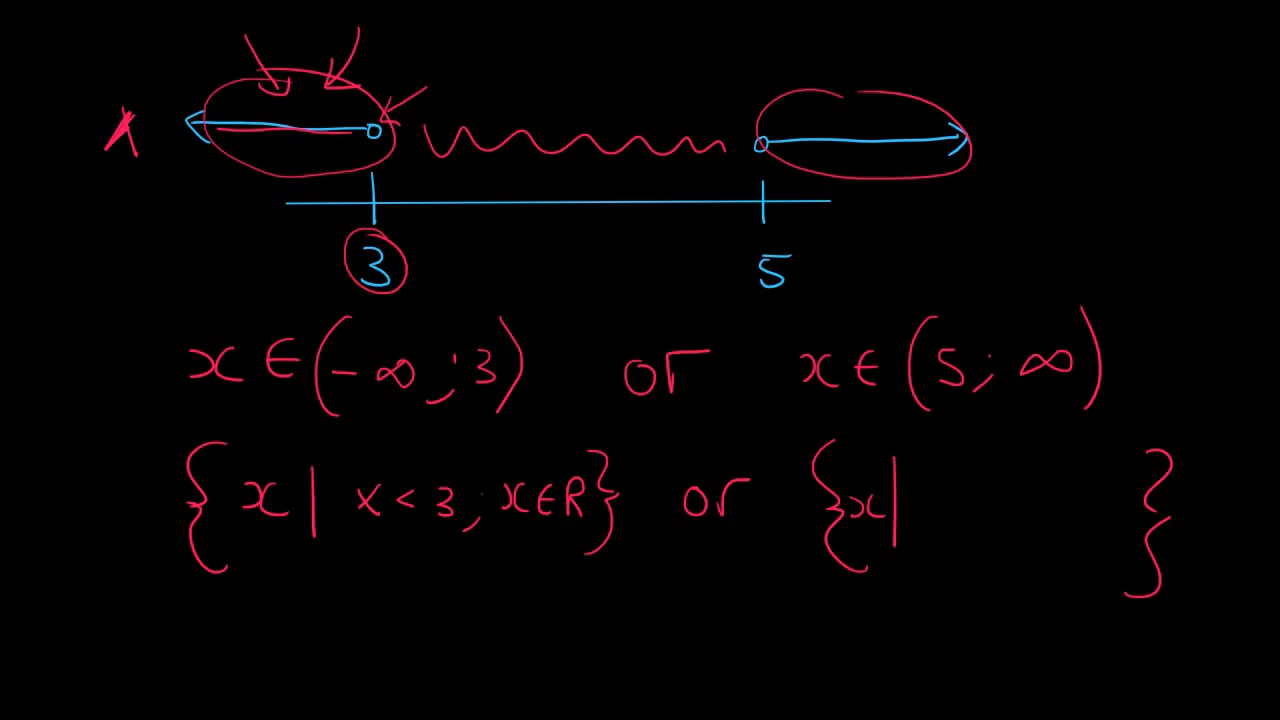 3 5
x ∈ (-∞ ; 3) or x ∈ (5 ; ∞)
{ x | x < 3 ; x ∈ R } or { x | }